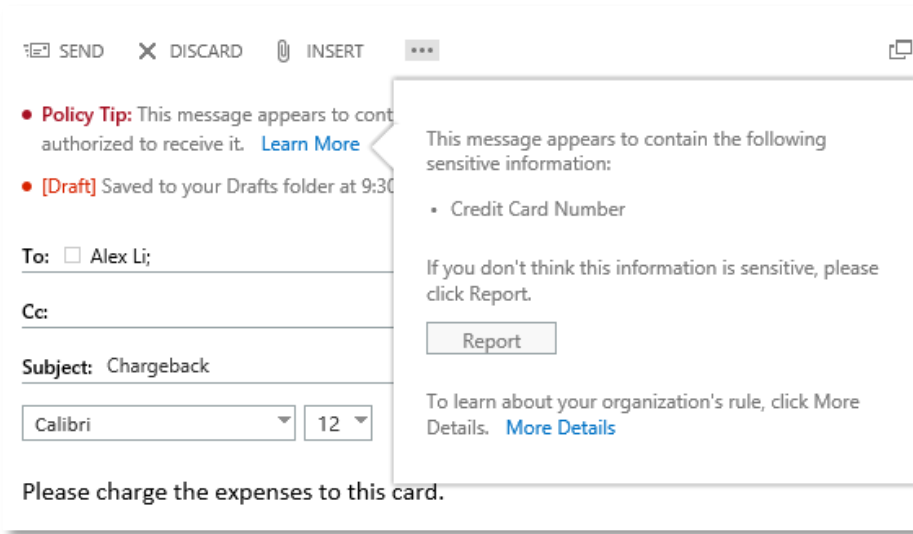 SEND DISCARD INSERT
Policy Tip: This message appears to
authorized to receive it. Learn More
[Draft] Saved to your Drafts folder at
To: Alex Li;
Cc:
Subject: Chargeback
Calibri 12
Please charge the expenses to this card.
This message appears to contain the following
sensitive information:
• Credit Card Number
If you don't think this information is sensitive, please
click Report.
Report
To learn about your organization's rule, click More
Details. More Details